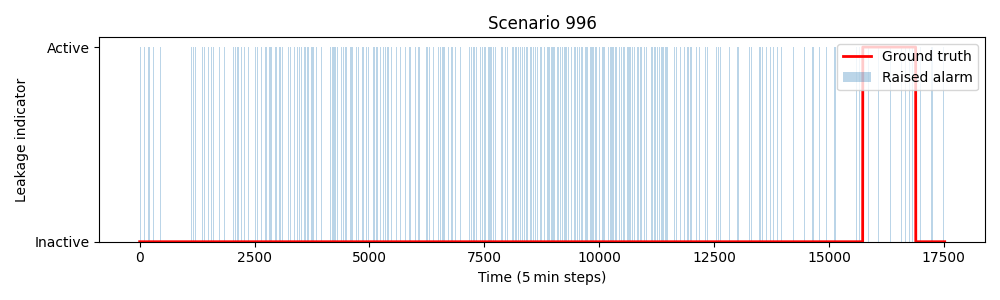 Scenario 996
Active
Inactive
Leakage indicator
Ground truth
Raised alarm
0
2500
5000
7500
10000
12500
15000
17500
Time (5 min steps)